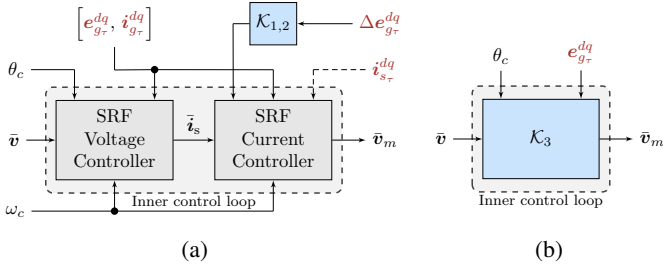 [e_{g_τ}^{dq}, i_{g_τ}^{dq}]
𝒦_{1,2}
Δe_{g_τ}^{dq}
θ_c
i_{s_τ}^{dq}
v̄
SRF
Voltage
Controller
ī_s
SRF
Current
Controller
v̄_m
Inner control loop
ω_c
(a)
θ_c
e_{g_τ}^{dq}
v̄
𝒦_3
v̄_m
Inner control loop
(b)